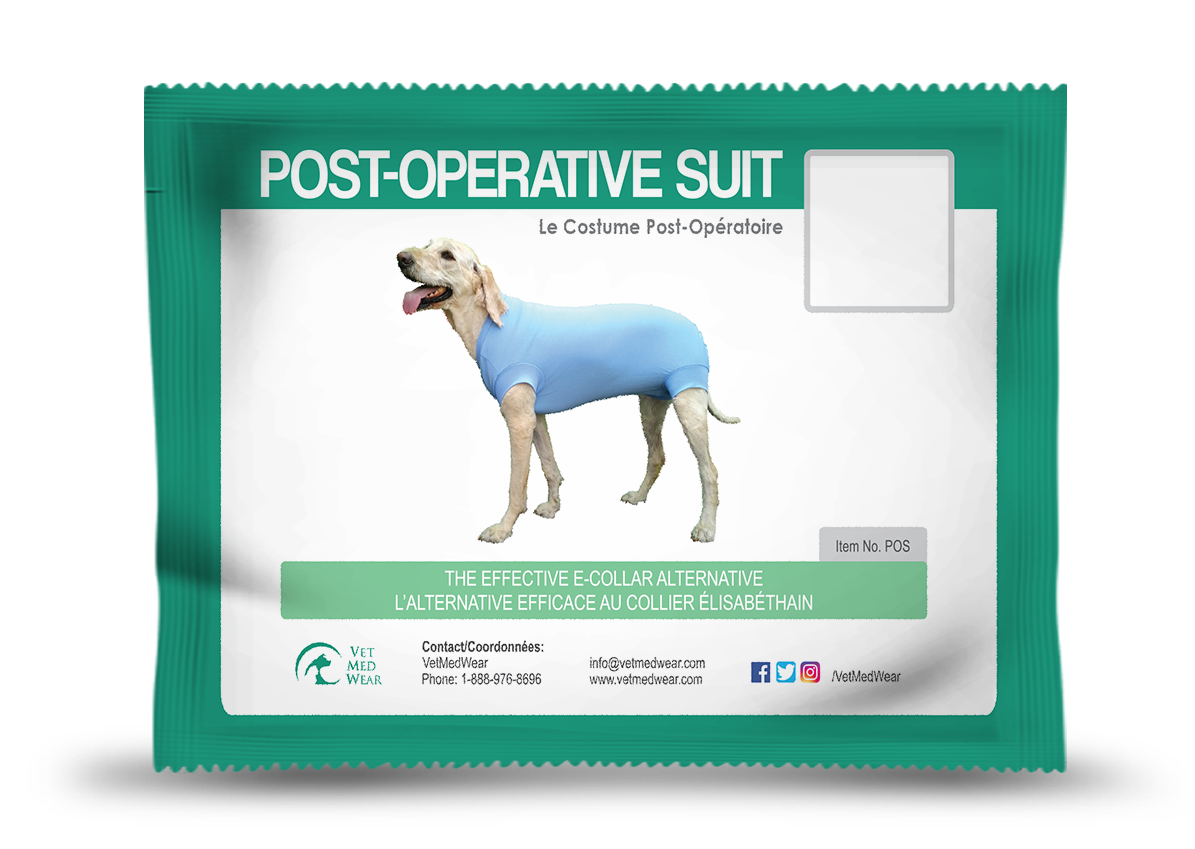 POST-OPERATIVE SUIT
Le Costume Post-Opératoire
Item No. POS
THE EFFECTIVE E-COLLAR ALTERNATIVE
L'ALTERNATIVE EFFICACE AU COLLIER ÉLISABÉTHAIN
VET
MED
WEAR
Contact/Coordonnées:
VetMedWear
Phone: 1-888-976-8696
info@vetmedwear.com
www.vetmedwear.com
/VetMedWear